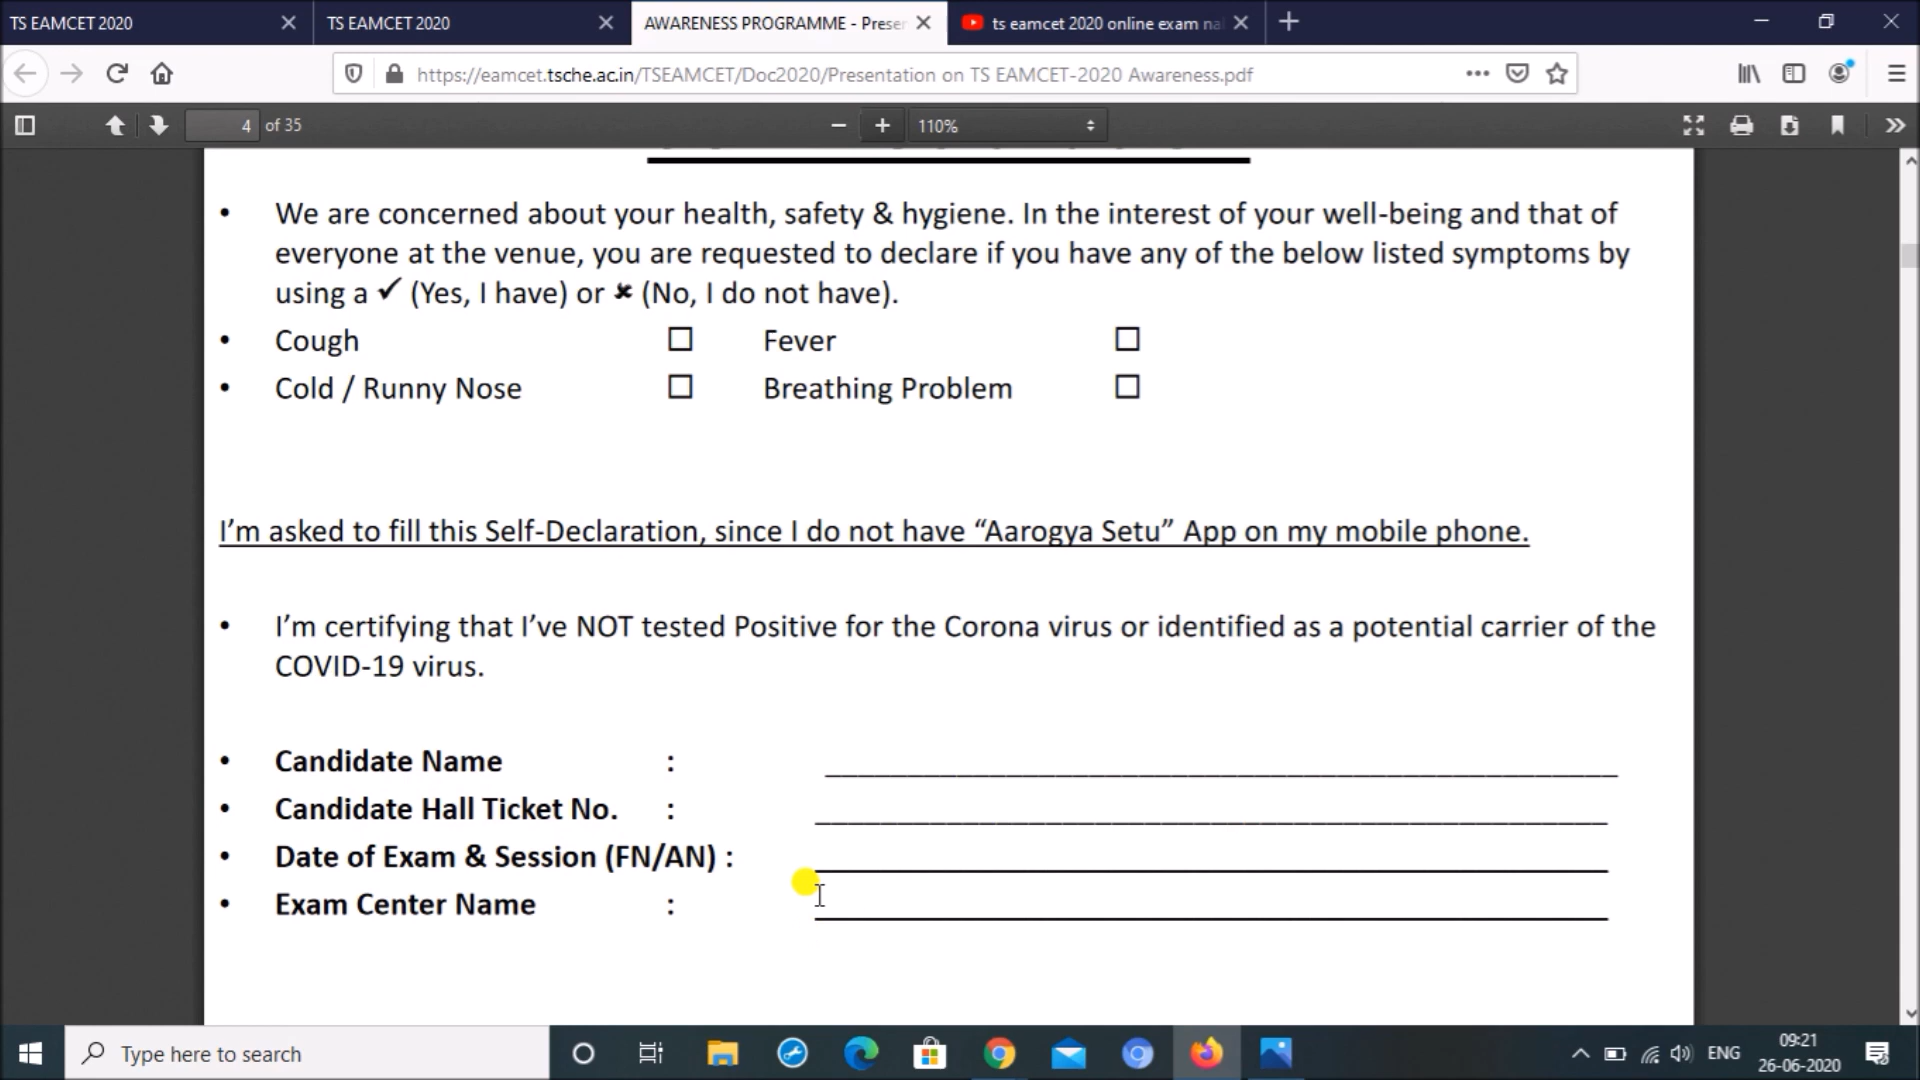 TS EAMCET 2020
TS EAMCET 2020
AWARENESS PROGRAMME - Prese
ts eamcet 2020 online exam na
https://eamcet.tsche.ac.in/TSEAMCET/Doc2020/Presentation on TS EAMCET-2020 Awareness.pdf
4 of 35
110%
• We are concerned about your health, safety & hygiene. In the interest of your well-being and that of
everyone at the venue, you are requested to declare if you have any of the below listed symptoms by
using a ✓ (Yes, I have) or ✖ (No, I do not have).
• Cough ☐ Fever ☐
• Cold / Runny Nose ☐ Breathing Problem ☐
I'm asked to fill this Self-Declaration, since I do not have “Aarogya Setu” App on my mobile phone.
• I'm certifying that I've NOT tested Positive for the Corona virus or identified as a potential carrier of the
COVID-19 virus.
• Candidate Name :
• Candidate Hall Ticket No. :
• Date of Exam & Session (FN/AN) :
• Exam Center Name :
Type here to search
ENG
09:21
26-06-2020